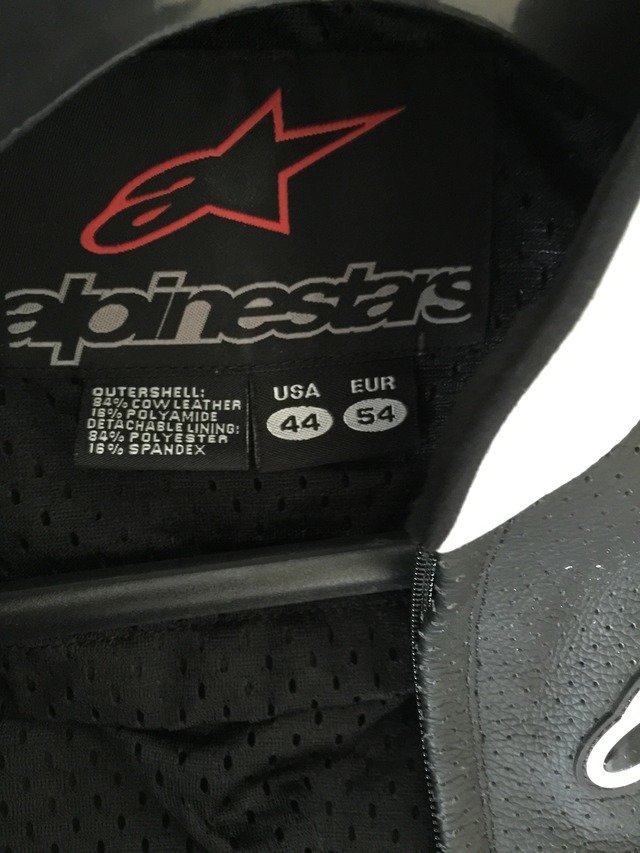 alpinestars
OUTERSHELL:
84% COW LEATHER
16% POLYAMIDE
DETACHABLE LINING:
84% POLYESTER
16% SPANDEX
USA
44
EUR
54